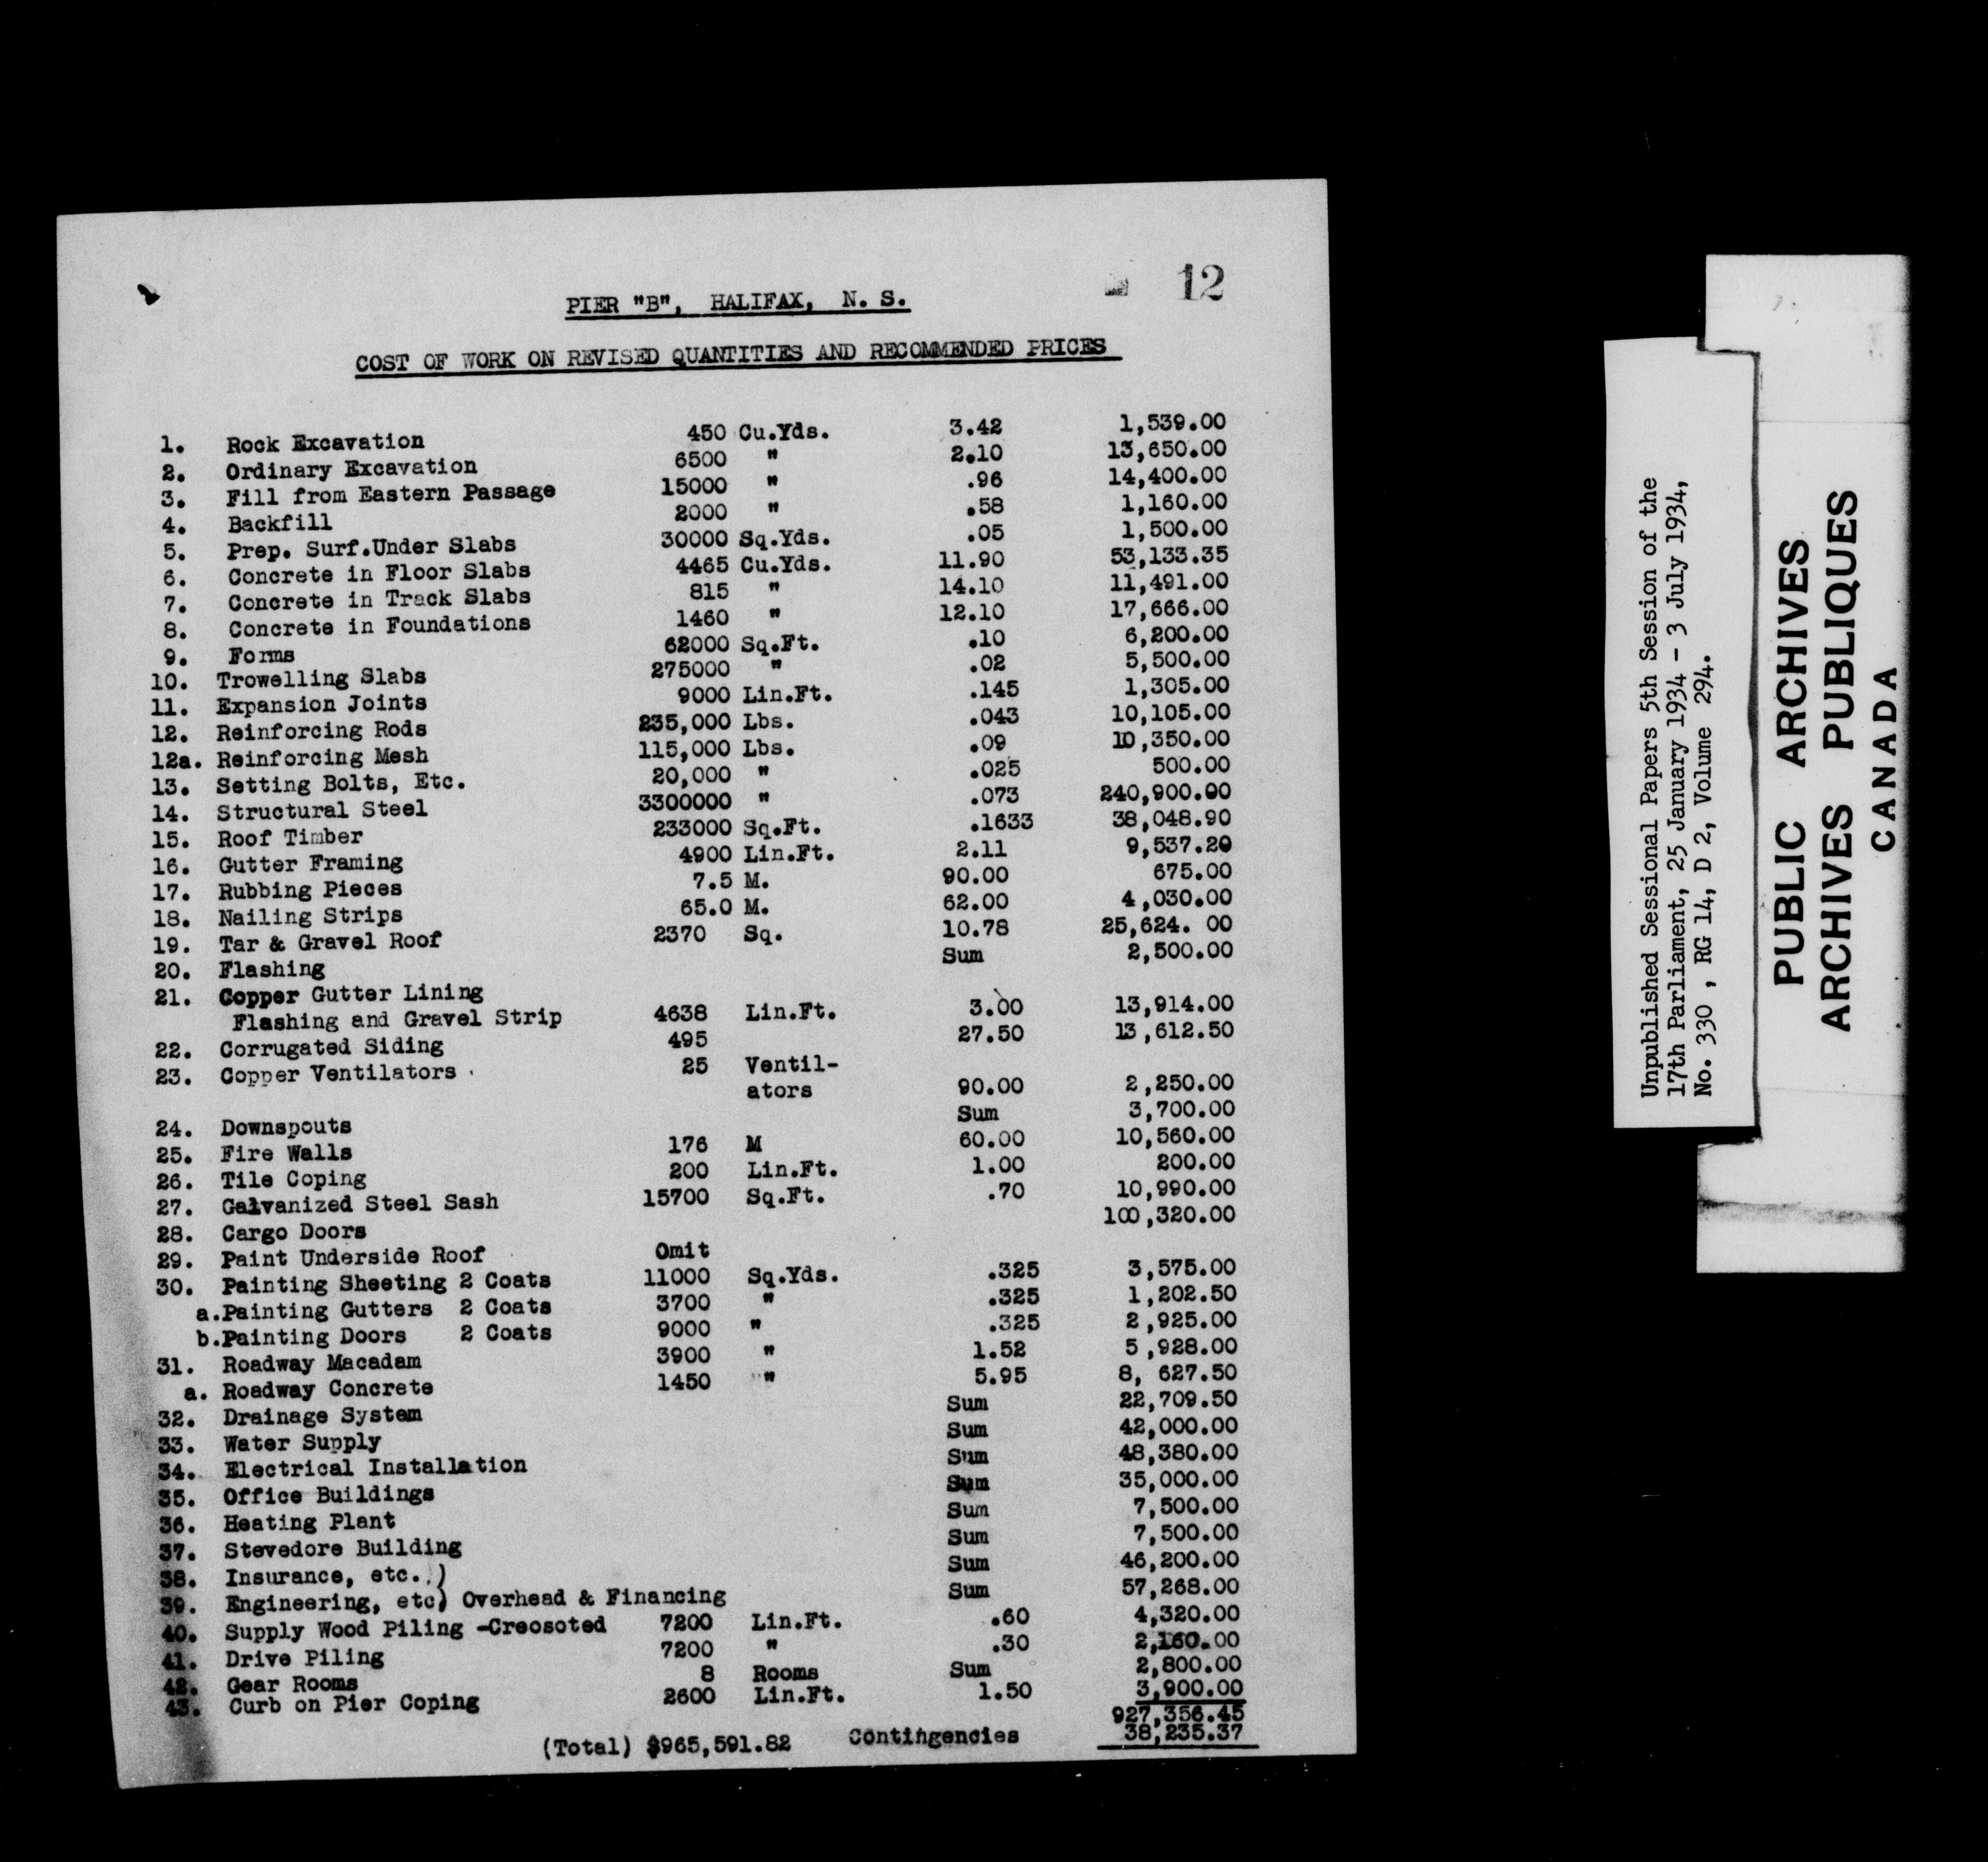 12
PIER "B", HALIFAX, N. S.
COST OF WORK ON REVISED QUANTITIES AND RECOMMENDED PRICES
1. Rock Excavation 450 Cu.Yds. 3.42 1,539.00
2. Ordinary Excavation 6500 " 2.10 13,650.00
3. Fill from Eastern Passage 15000 " .96 14,400.00
4. Backfill 2000 " .58 1,160.00
5. Prep. Surf.Under Slabs 30000 Sq.Yds. .05 1,500.00
6. Concrete in Floor Slabs 4465 Cu.Yds. 11.90 53,133.35
7. Concrete in Track Slabs 815 " 14.10 11,491.00
8. Concrete in Foundations 1460 " 12.10 17,666.00
9. Forms 62000 Sq.Ft. .10 6,200.00
10. Trowelling Slabs 275000 " .02 5,500.00
11. Expansion Joints 9000 Lin.Ft. .145 1,305.00
12. Reinforcing Rods 235,000 Lbs. .043 10,105.00
12a. Reinforcing Mesh 115,000 Lbs. .09 10,350.00
13. Setting Bolts, Etc. 20,000 " .025 500.00
14. Structural Steel 3300000 " .073 240,900.00
15. Roof Timber 233000 Sq.Ft. .1633 38,048.90
16. Gutter Framing 4900 Lin.Ft. 2.11 9,537.20
17. Rubbing Pieces 7.5 M. 90.00 675.00
18. Nailing Strips 65.0 M. 62.00 4,030.00
19. Tar & Gravel Roof 2370 Sq. 10.78 25,624. 00
20. Flashing Sum 2,500.00
21. Copper Gutter Lining
Flashing and Gravel Strip 4638 Lin.Ft. 3.00 13,914.00
22. Corrugated Siding 495 27.50 13,612.50
23. Copper Ventilators 25 Ventil-
ators 90.00 2,250.00
24. Downspouts Sum 3,700.00
25. Fire Walls 176 M 60.00 10,560.00
26. Tile Coping 200 Lin.Ft. 1.00 200.00
27. Galvanized Steel Sash 15700 Sq.Ft. .70 10,990.00
28. Cargo Doors 100,320.00
29. Paint Underside Roof Omit
30. Painting Sheeting 2 Coats 11000 Sq.Yds. .325 3,575.00
a.Painting Gutters 2 Coats 3700 " .325 1,202.50
b.Painting Doors 2 Coats 9000 " .325 2,925.00
31. Roadway Macadam 3900 " 1.52 5,928.00
a. Roadway Concrete 1450 " 5.95 8, 627.50
32. Drainage System Sum 22,709.50
33. Water Supply Sum 42,000.00
34. Electrical Installation Sum 48,380.00
35. Office Buildings Sum 35,000.00
36. Heating Plant Sum 7,500.00
37. Stevedore Building Sum 7,500.00
38. Insurance, etc.,) Sum 46,200.00
39. Engineering, etc) Overhead & Financing Sum 57,268.00
40. Supply Wood Piling -Creosoted 7200 Lin.Ft. .60 4,320.00
41. Drive Piling 7200 " .30 2,160.00
42. Gear Rooms 8 Rooms Sum 2,800.00
43. Curb on Pier Coping 2600 Lin.Ft. 1.50 3,900.00
927,356.45
(Total) $965,591.82 Contingencies 38,235.37
Unpublished Sessional Papers 5th Session of the
17th Parliament, 25 January 1934 - 3 July 1934,
No. 330 , RG 14, D 2, Volume 294.
PUBLIC ARCHIVES
ARCHIVES PUBLIQUES
CANADA